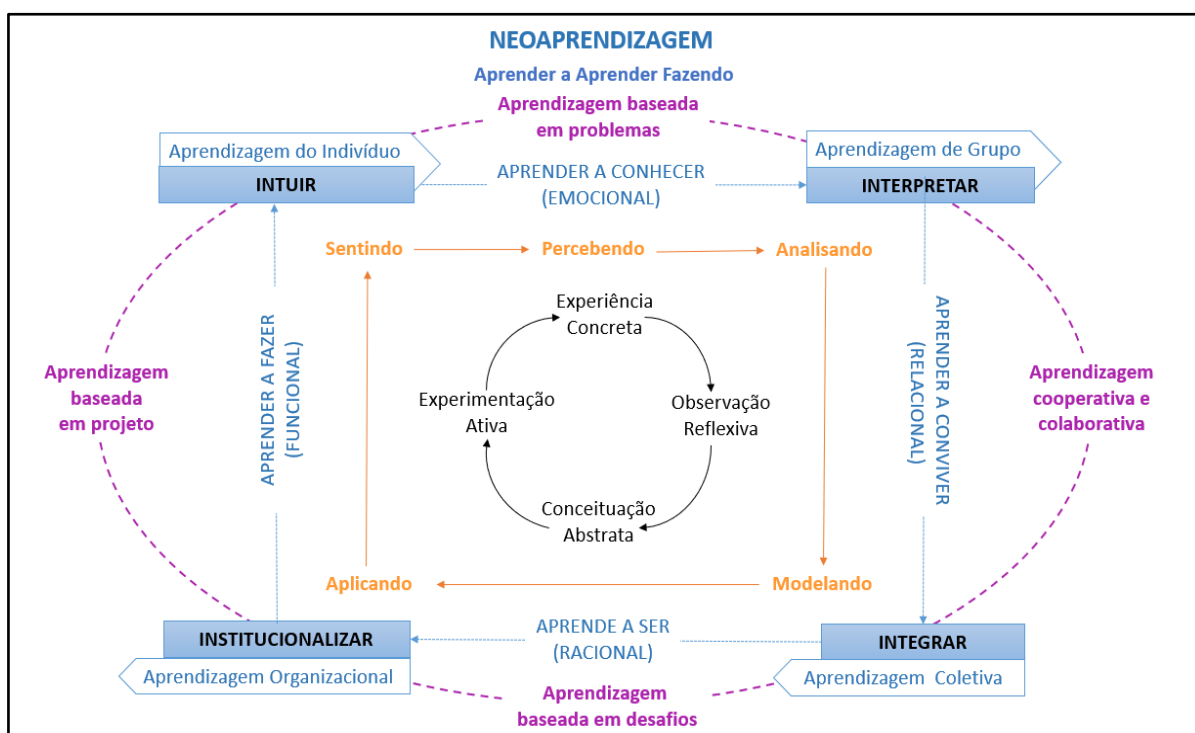 NEOAPRENDIZAGEM
Aprender a Aprender Fazendo
Aprendizagem baseada
em problemas
Aprendizagem do Indivíduo
INTUIR
APRENDER A CONHECER
(EMOCIONAL)
Aprendizagem de Grupo
INTERPRETAR
Sentindo
Percebendo
Analisando
Experiência
Concreta
Observação
Reflexiva
Conceituação
Abstrata
Experimentação
Ativa
APRENDER A FAZER
(FUNCIONAL)
APRENDER A CONVIVER
(RELACIONAL)
Aprendizagem
baseada
em projeto
Aprendizagem
cooperativa e
colaborativa
Aplicando
Modelando
INSTITUCIONALIZAR
Aprendizagem Organizacional
APRENDE A SER
(RACIONAL)
INTEGRAR
Aprendizagem Coletiva
Aprendizagem
baseada em desafios